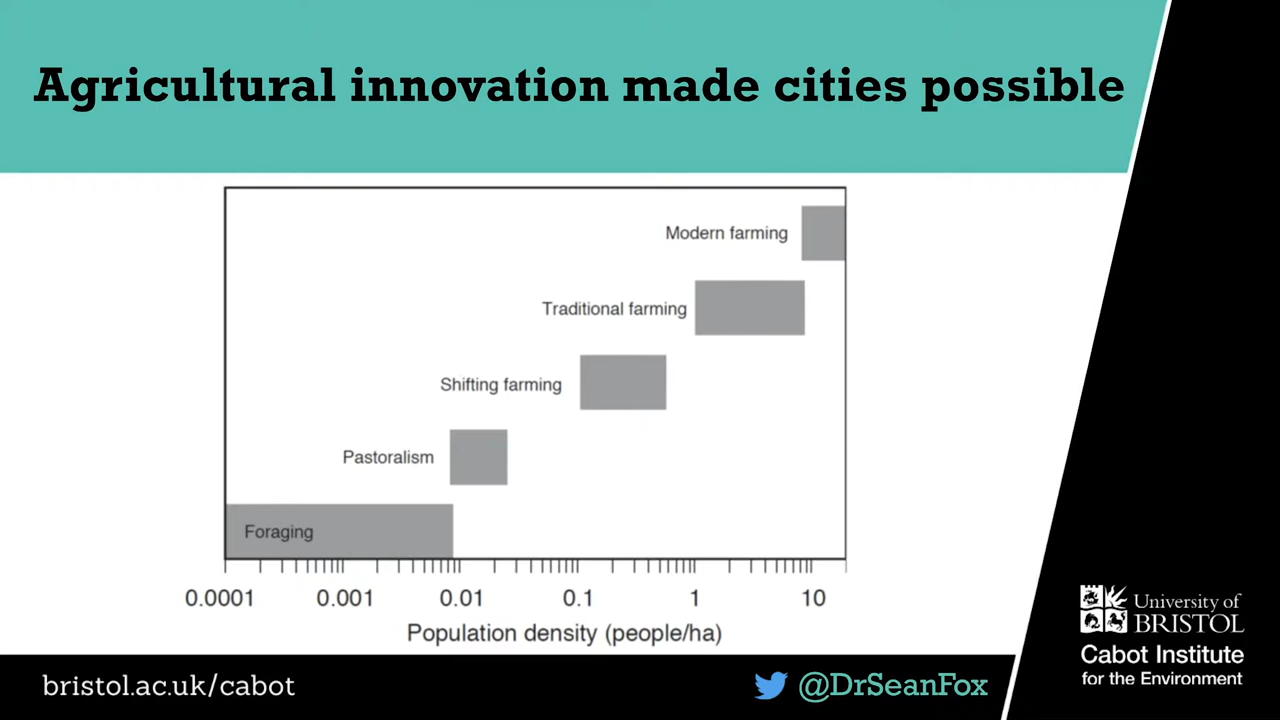 Agricultural innovation made cities possible
Modern farming
Traditional farming
Shifting farming
Pastoralism
Foraging
0.0001 0.001 0.01 0.1 1 10
Population density (people/ha)
bristol.ac.uk/cabot
@DrSeanFox
University of
BRISTOL
Cabot Institute
for the Environment